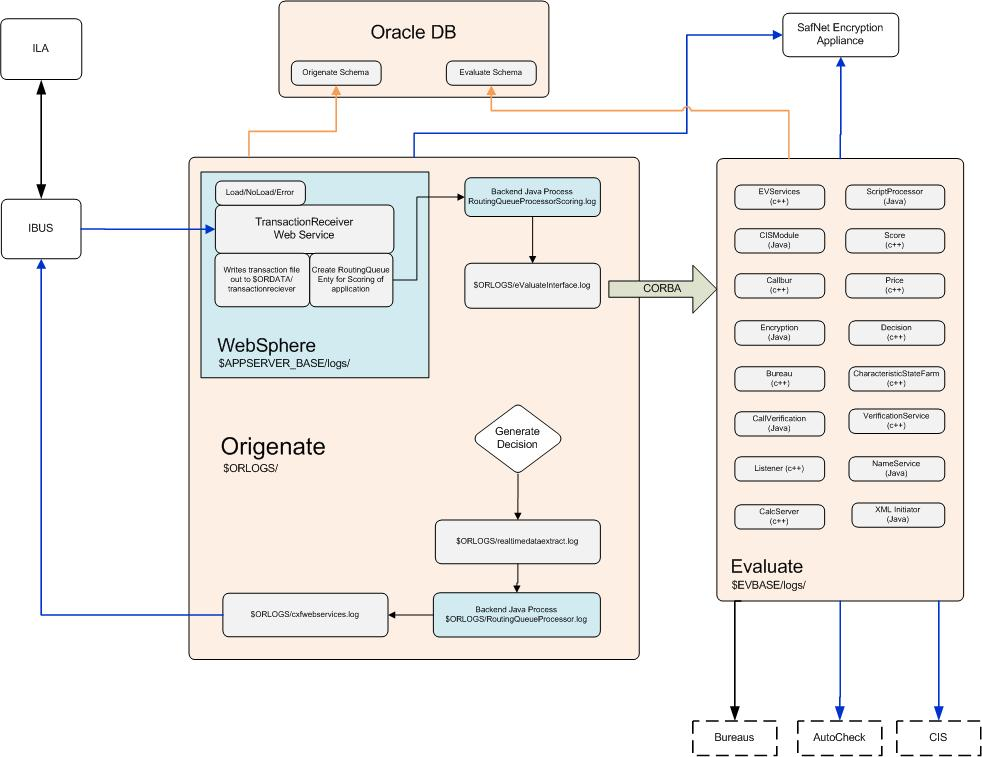 Oracle DB
Origenate Schema
Evaluate Schema
SafNet Encryption
Appliance
ILA
IBUS
Load/NoLoad/Error
TransactionReceiver
Web Service
Writes transaction file
out to $ORDATA/
transactionreciever
Create RoutingQueue
Enty for Scoring of
application
WebSphere
$APPSERVER_BASE/logs/
Backend Java Process
RoutingQueueProcessorScoring.log
$ORLOGS/eValuateInterface.log
CORBA
Origenate
$ORLOGS/
Generate
Decision
$ORLOGS/realtimedataextract.log
Backend Java Process
$ORLOGS/RoutingQueueProcessor.log
$ORLOGS/cxfwebservices.log
EVServices
(c++)
ScriptProcessor
(Java)
CISModule
(Java)
Score
(c++)
Callbur
(c++)
Price
(c++)
Encryption
(Java)
Decision
(c++)
Bureau
(c++)
CharacteristicStateFarm
(c++)
CallVerification
(Java)
VerificationService
(c++)
Listener (c++)
NameService
(Java)
CalcServer
(c++)
XML Initiator
(Java)
Evaluate
$EVBASE/logs/
Bureaus
AutoCheck
CIS